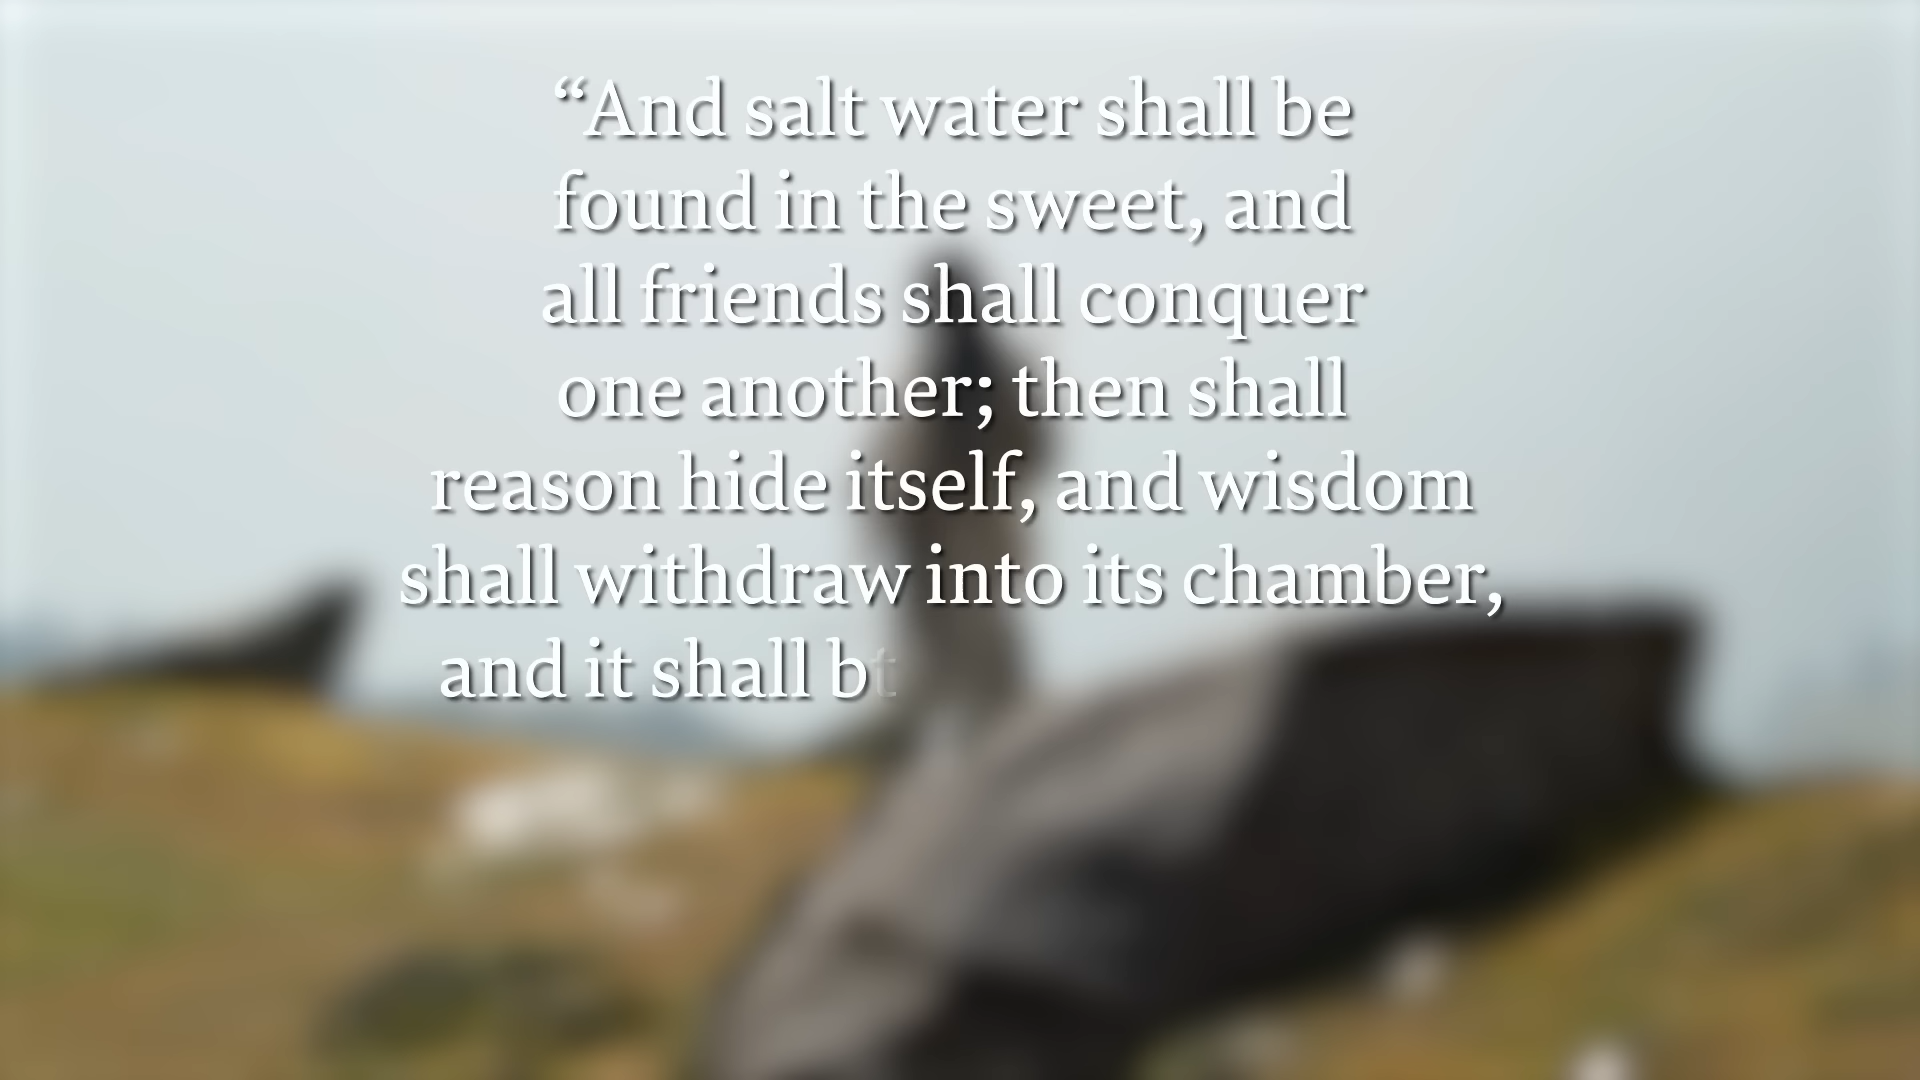 “And salt water shall be
found in the sweet, and
all friends shall conquer
one another; then shall
reason hide itself, and wisdom
shall withdraw into its chamber,
and it shall